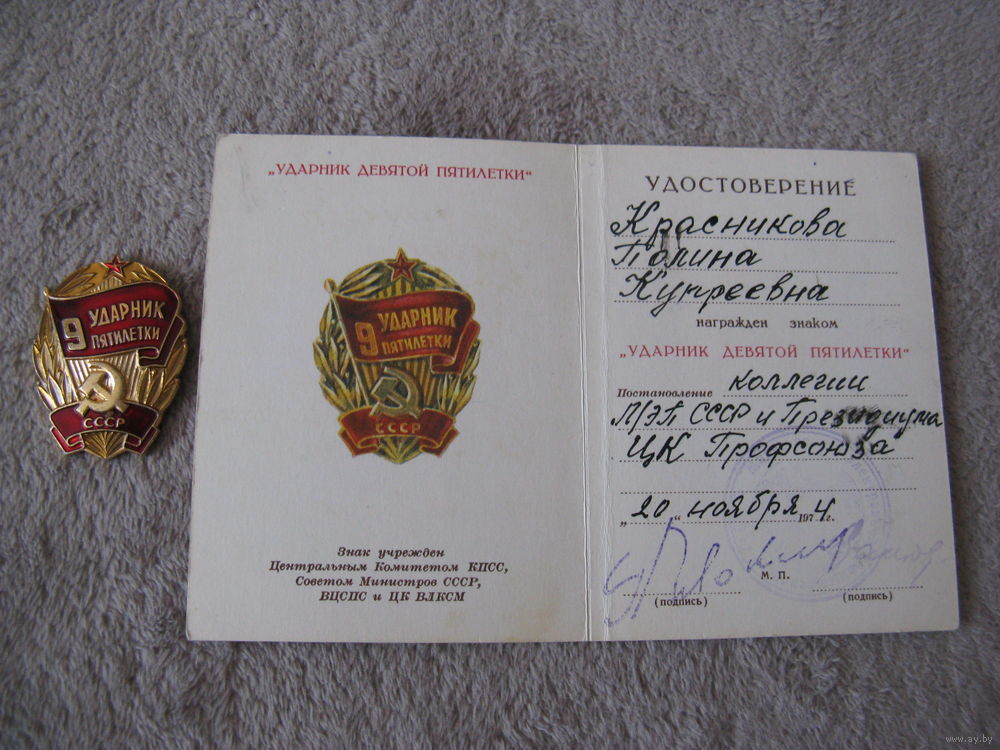 9 УДАРНИК
ПЯТИЛЕТКИ
СССР
„УДАРНИК ДЕВЯТОЙ ПЯТИЛЕТКИ“
9 УДАРНИК
ПЯТИЛЕТКИ
СССР
Знак учрежден
Центральным Комитетом КПСС,
Советом Министров СССР,
ВЦСПС и ЦК ВЛКСМ
УДОСТОВЕРЕНИЕ
Красникова
Полина
Купреевна
награжден знаком
„УДАРНИК ДЕВЯТОЙ ПЯТИЛЕТКИ“
Постановление коллегии
МЭП СССР и Президиума
ЦК Профсоюза
„20“ ноября 1974 г.
М. П.
(подпись) (подпись)
www.ay.by